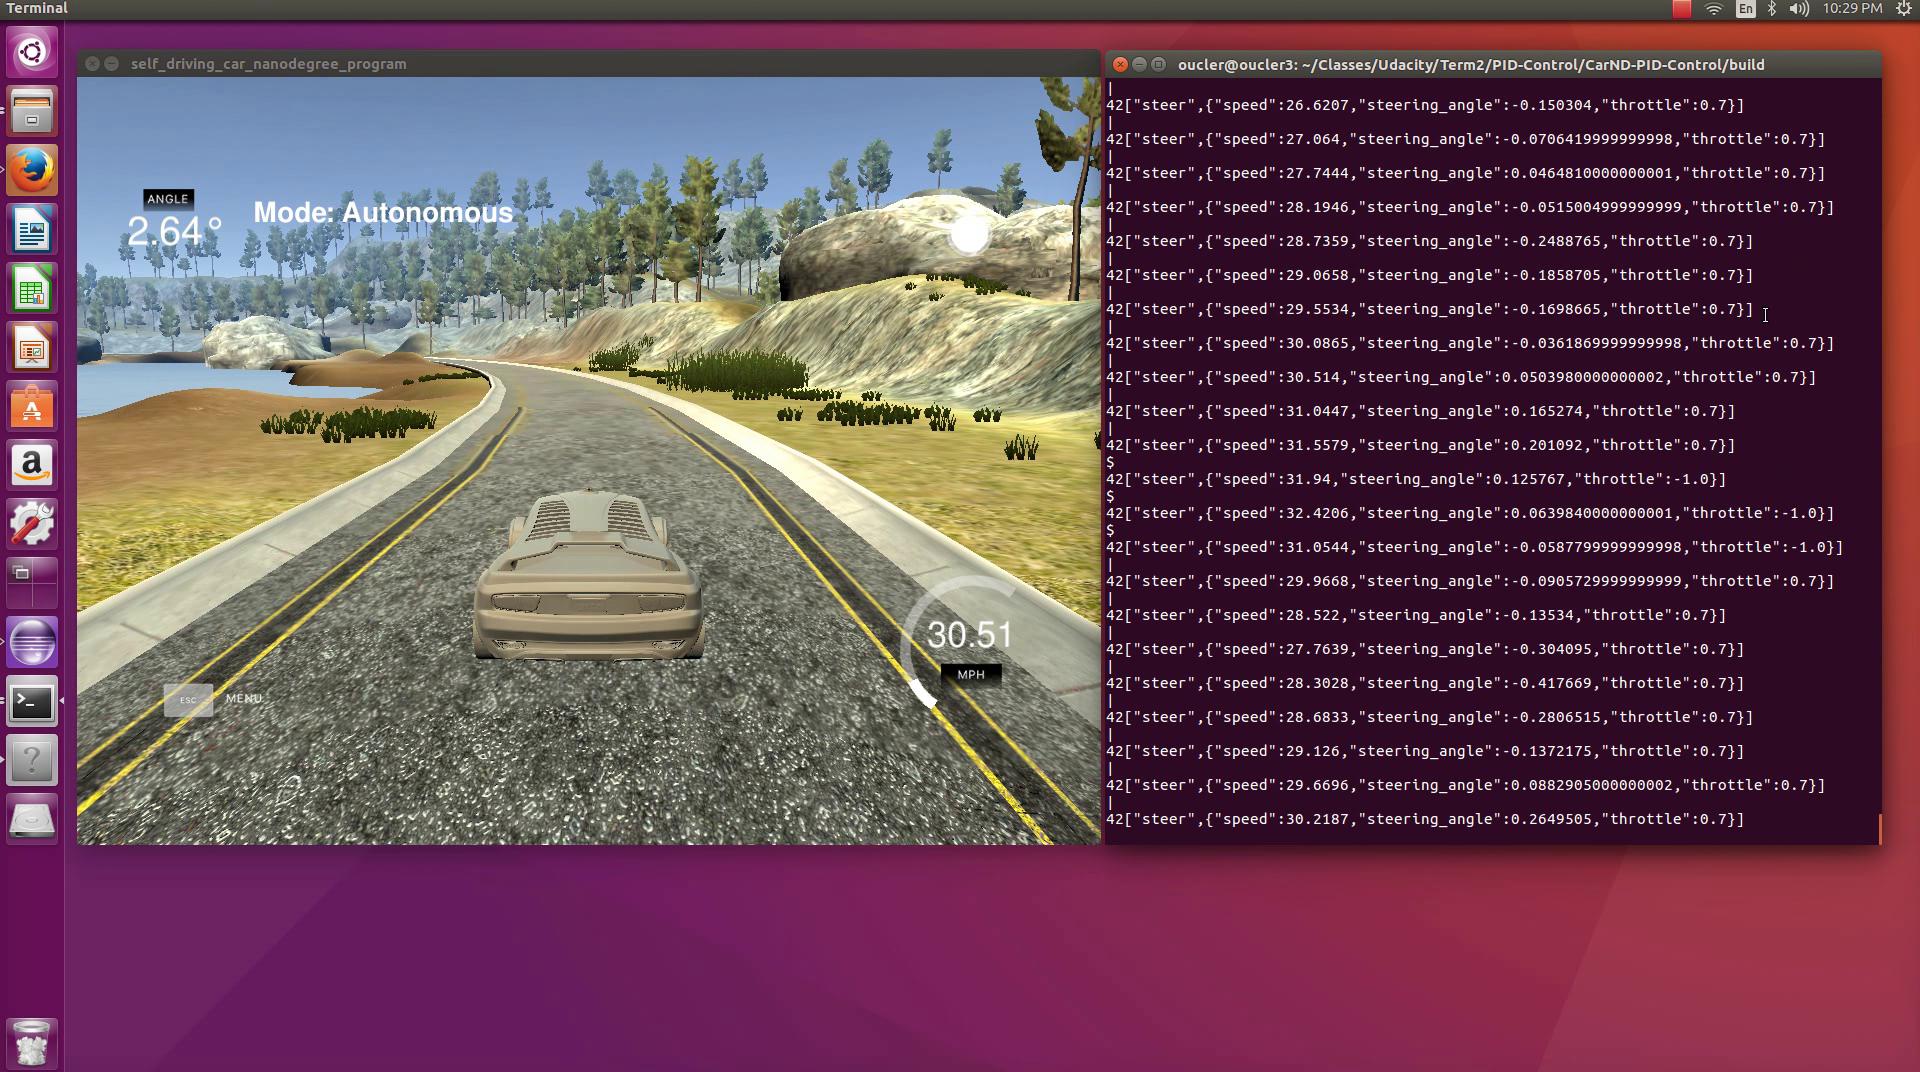 Terminal
En
10:29 PM
self_driving_car_nanodegree_program
ANGLE
2.64°
Mode: Autonomous
30.51
MPH
ESC
MENU
oucler@oucler3: ~/Classes/Udacity/Term2/PID-Control/CarND-PID-Control/build
|
42["steer",{"speed":26.6207,"steering_angle":-0.150304,"throttle":0.7}]
|
42["steer",{"speed":27.064,"steering_angle":-0.0706419999999998,"throttle":0.7}]
|
42["steer",{"speed":27.7444,"steering_angle":0.0464810000000001,"throttle":0.7}]
|
42["steer",{"speed":28.1946,"steering_angle":-0.0515004999999999,"throttle":0.7}]
|
42["steer",{"speed":28.7359,"steering_angle":-0.2488765,"throttle":0.7}]
|
42["steer",{"speed":29.0658,"steering_angle":-0.1858705,"throttle":0.7}]
|
42["steer",{"speed":29.5534,"steering_angle":-0.1698665,"throttle":0.7}]
|
42["steer",{"speed":30.0865,"steering_angle":-0.0361869999999998,"throttle":0.7}]
|
42["steer",{"speed":30.514,"steering_angle":0.0503980000000002,"throttle":0.7}]
|
42["steer",{"speed":31.0447,"steering_angle":0.165274,"throttle":0.7}]
|
42["steer",{"speed":31.5579,"steering_angle":0.201092,"throttle":0.7}]
$
42["steer",{"speed":31.94,"steering_angle":0.125767,"throttle":-1.0}]
$
42["steer",{"speed":32.4206,"steering_angle":0.0639840000000001,"throttle":-1.0}]
$
42["steer",{"speed":31.0544,"steering_angle":-0.0587799999999998,"throttle":-1.0}]
|
42["steer",{"speed":29.9668,"steering_angle":-0.0905729999999999,"throttle":0.7}]
|
42["steer",{"speed":28.522,"steering_angle":-0.13534,"throttle":0.7}]
|
42["steer",{"speed":27.7639,"steering_angle":-0.304095,"throttle":0.7}]
|
42["steer",{"speed":28.3028,"steering_angle":-0.417669,"throttle":0.7}]
|
42["steer",{"speed":28.6833,"steering_angle":-0.2806515,"throttle":0.7}]
|
42["steer",{"speed":29.126,"steering_angle":-0.1372175,"throttle":0.7}]
|
42["steer",{"speed":29.6696,"steering_angle":0.0882905000000002,"throttle":0.7}]
|
42["steer",{"speed":30.2187,"steering_angle":0.2649505,"throttle":0.7}]